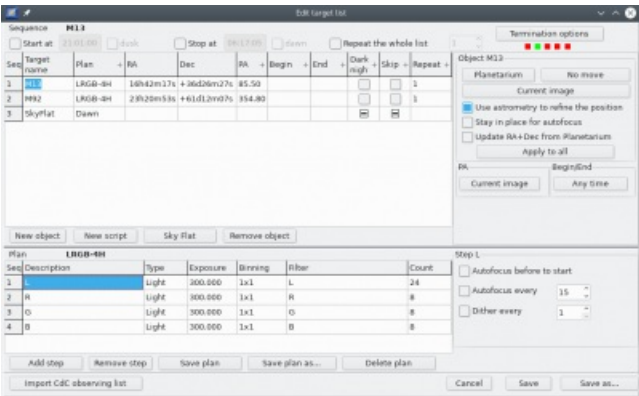 Edit target list
Sequence M13
Start at 21:01:00 dusk Stop at dawn Repeat the whole list 1
Termination options
Seq Target name Plan + RA Dec PA + Begin + End + Dark nigh + Skip + Repeat +
1 M13 LRGB-4H 16h42m17s +36d26m27s 85.50 1
2 M92 LRGB-4H +61d12m07s 354.80 1
3 SkyFlat Dawn
Object M13
Planetarium No move
Current image
Use astrometry to refine the position
Stay in place for autofocus
Update RA+Dec from Planetarium
Apply to all
PA Begin/End
Current image Any time
New object New script Sky Flat Remove object
Plan LRGB-4H
Seq Description Type Exposure Binning Filter Count
1 L Light 300.000 1x1 L 24
2 R Light 300.000 1x1 R 8
3 G Light 300.000 1x1 G 8
4 B Light 300.000 1x1 B 8
Step L
Autofocus before to start
Autofocus every 15
Dither every 1
Add step Remove step Save plan Save plan as... Delete plan
Import CdC observing list
Cancel Save Save as...